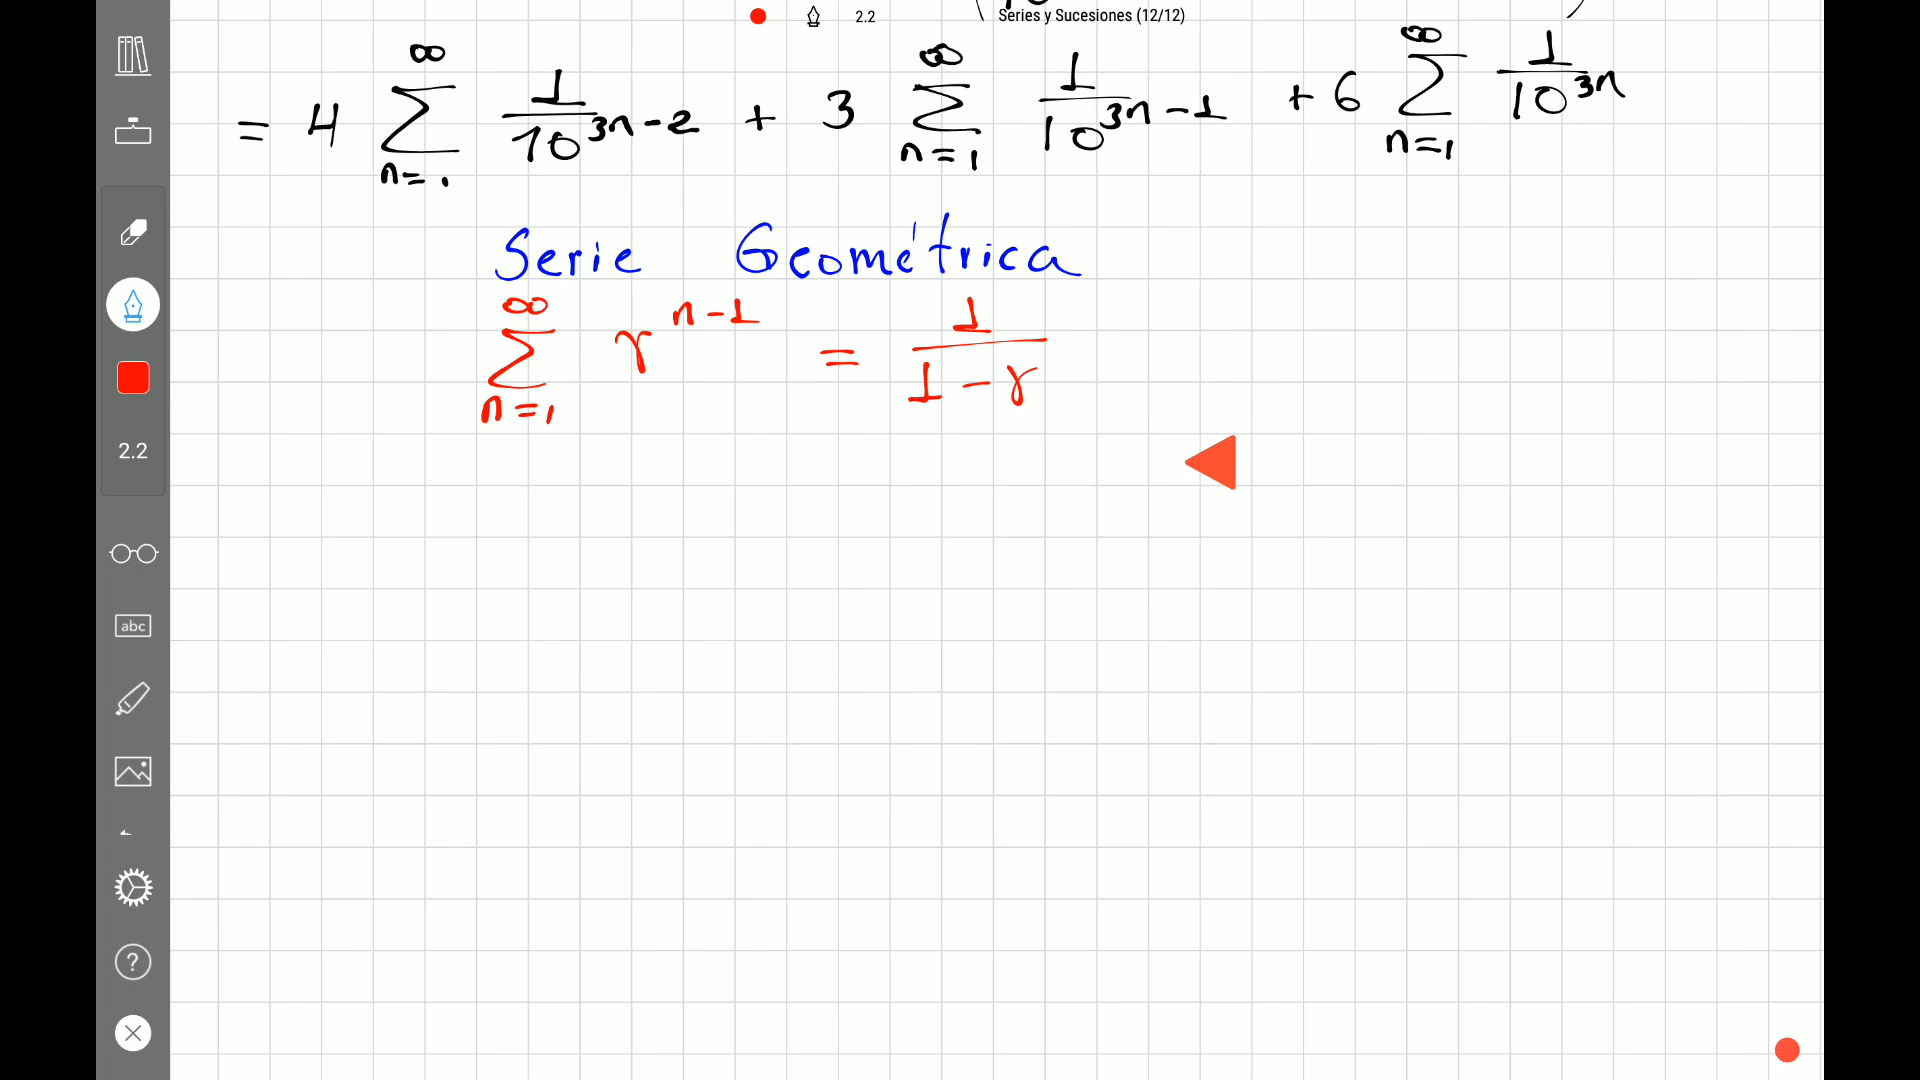 2.2 Series y Sucesiones (12/12)
= 4 ∑_{n=1}^{∞} 1/10^{3n-2} + 3 ∑_{n=1}^{∞} 1/10^{3n-1} + 6 ∑_{n=1}^{∞} 1/10^{3n}
Serie Geométrica
∑_{n=1}^{∞} r^{n-1} = 1/(1-r)
2.2
abc
?